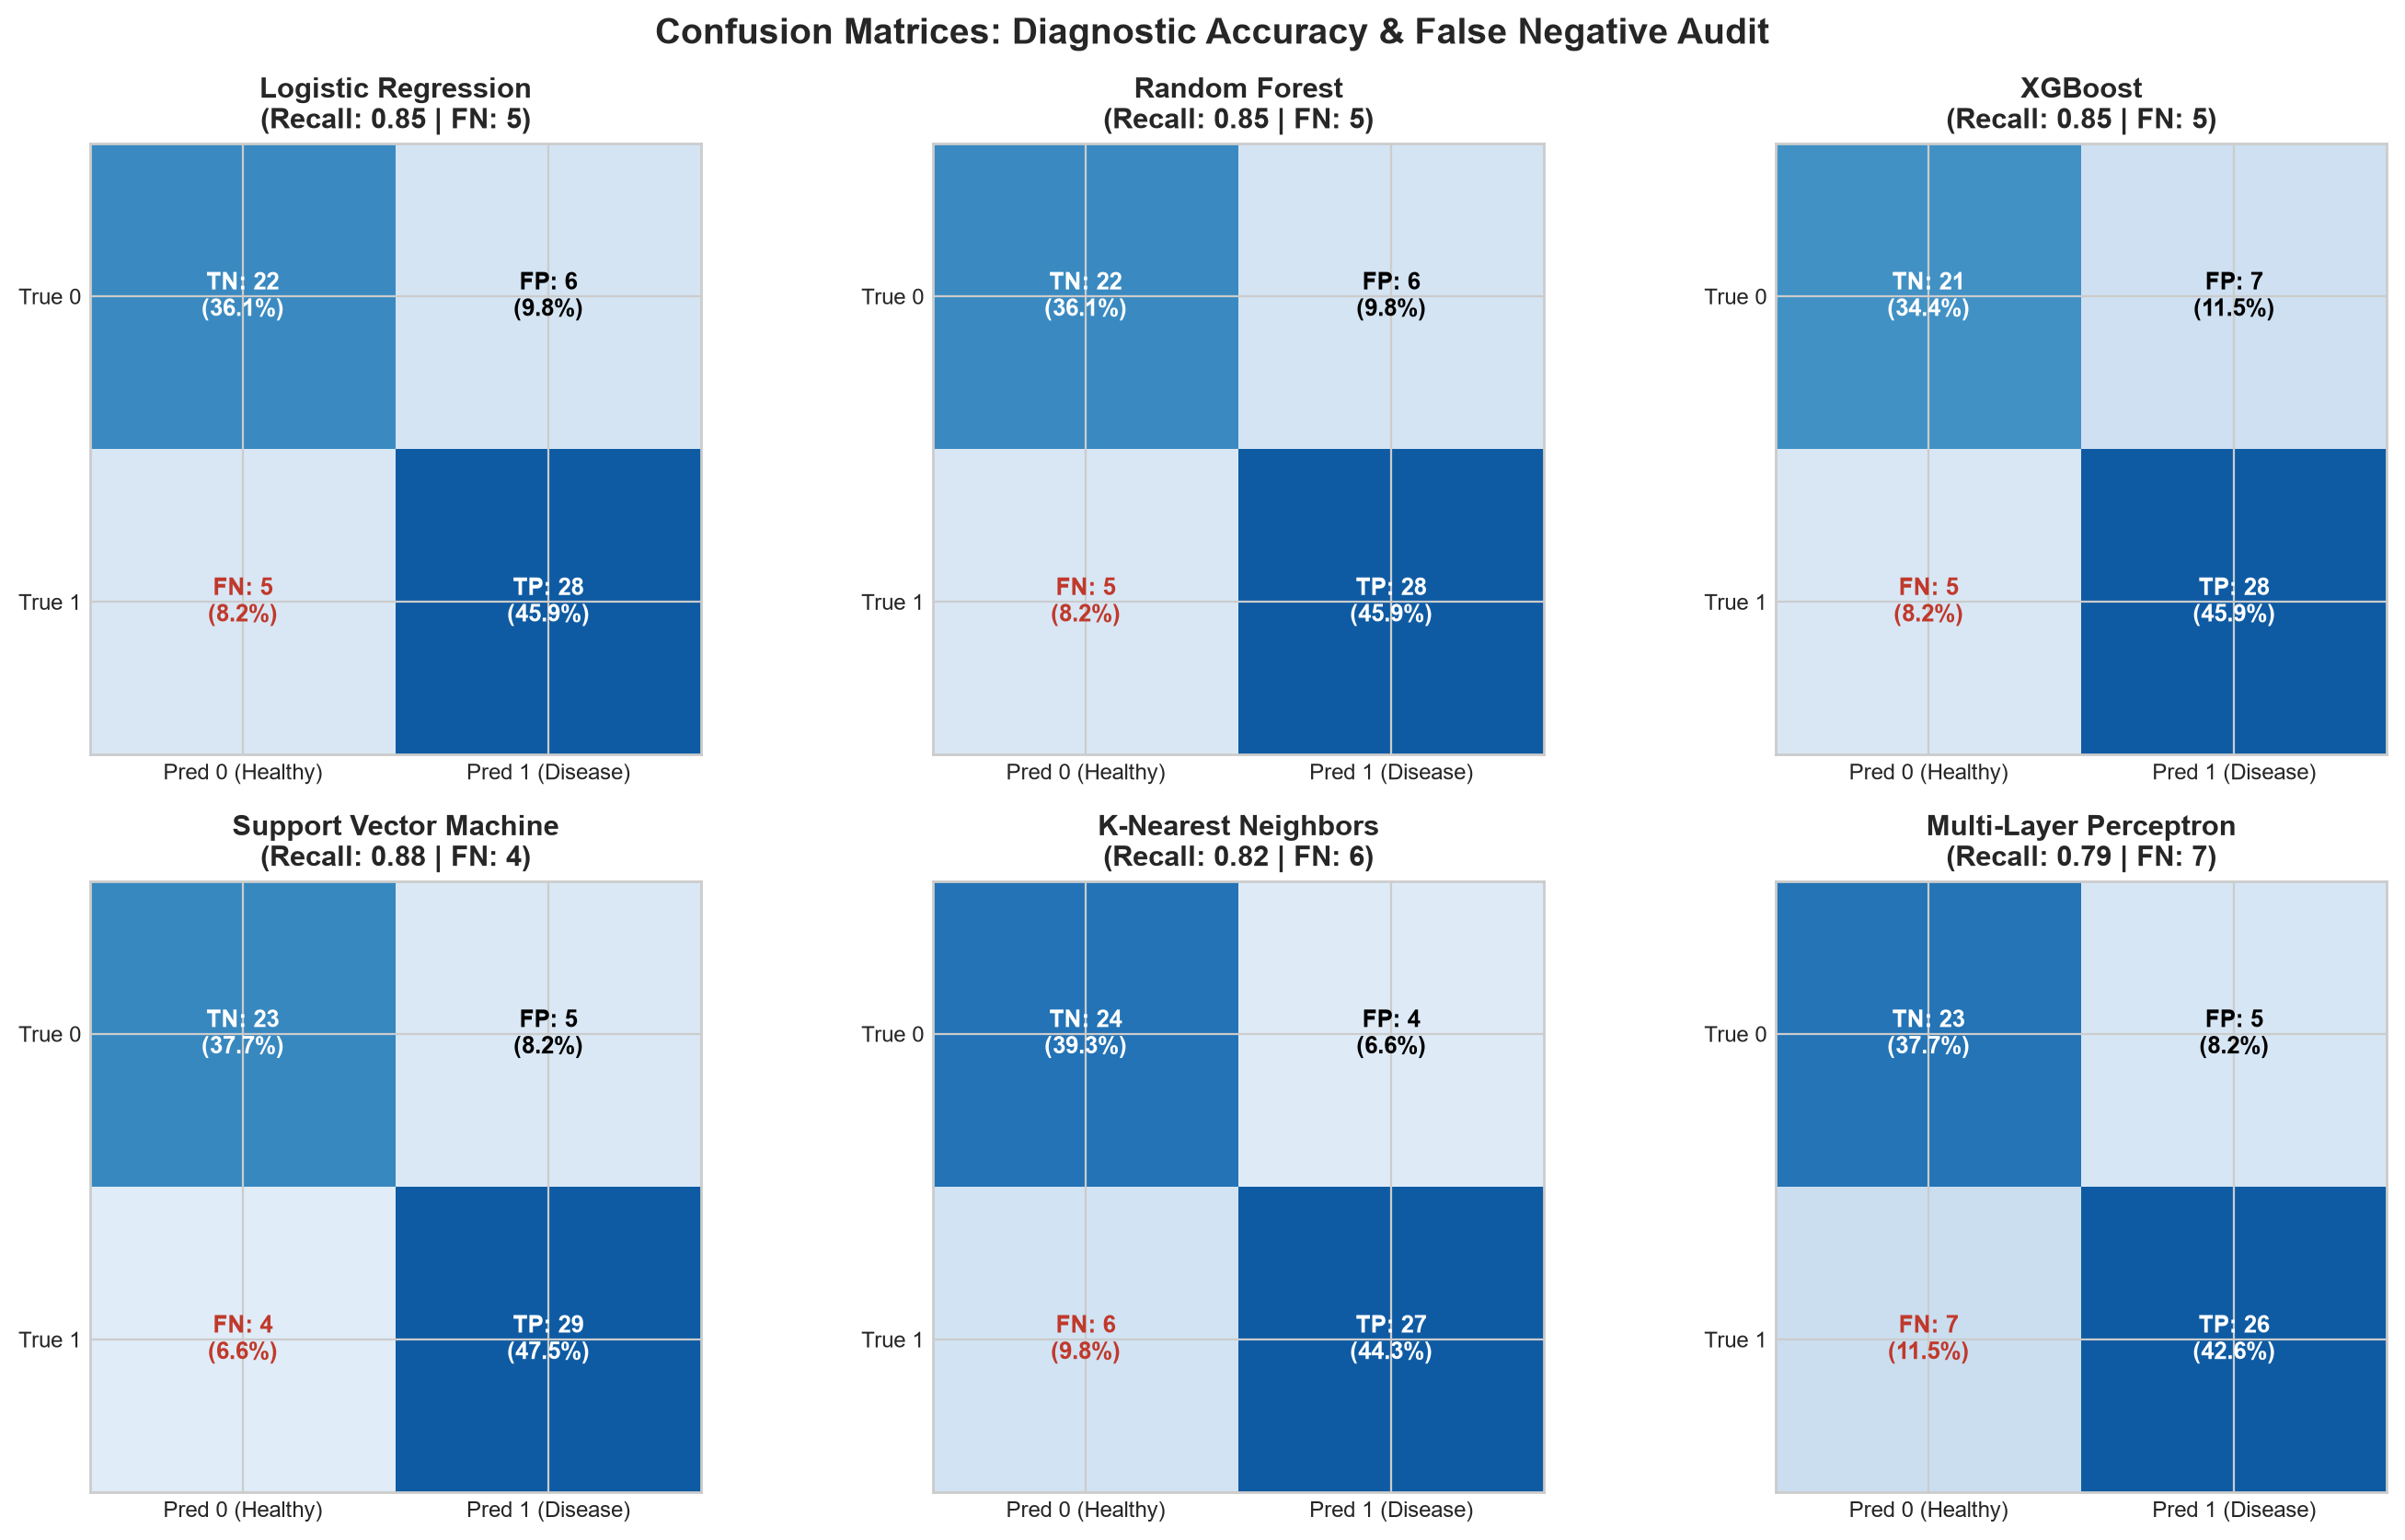 Confusion Matrices: Diagnostic Accuracy & False Negative Audit
Logistic Regression
(Recall: 0.85 | FN: 5)
True 0
TN: 22
(36.1%)
FP: 6
(9.8%)
True 1
FN: 5
(8.2%)
TP: 28
(45.9%)
Pred 0 (Healthy)
Pred 1 (Disease)
Random Forest
(Recall: 0.85 | FN: 5)
True 0
TN: 22
(36.1%)
FP: 6
(9.8%)
True 1
FN: 5
(8.2%)
TP: 28
(45.9%)
Pred 0 (Healthy)
Pred 1 (Disease)
XGBoost
(Recall: 0.85 | FN: 5)
True 0
TN: 21
(34.4%)
FP: 7
(11.5%)
True 1
FN: 5
(8.2%)
TP: 28
(45.9%)
Pred 0 (Healthy)
Pred 1 (Disease)
Support Vector Machine
(Recall: 0.88 | FN: 4)
True 0
TN: 23
(37.7%)
FP: 5
(8.2%)
True 1
FN: 4
(6.6%)
TP: 29
(47.5%)
Pred 0 (Healthy)
Pred 1 (Disease)
K-Nearest Neighbors
(Recall: 0.82 | FN: 6)
True 0
TN: 24
(39.3%)
FP: 4
(6.6%)
True 1
FN: 6
(9.8%)
TP: 27
(44.3%)
Pred 0 (Healthy)
Pred 1 (Disease)
Multi-Layer Perceptron
(Recall: 0.79 | FN: 7)
True 0
TN: 23
(37.7%)
FP: 5
(8.2%)
True 1
FN: 7
(11.5%)
TP: 26
(42.6%)
Pred 0 (Healthy)
Pred 1 (Disease)